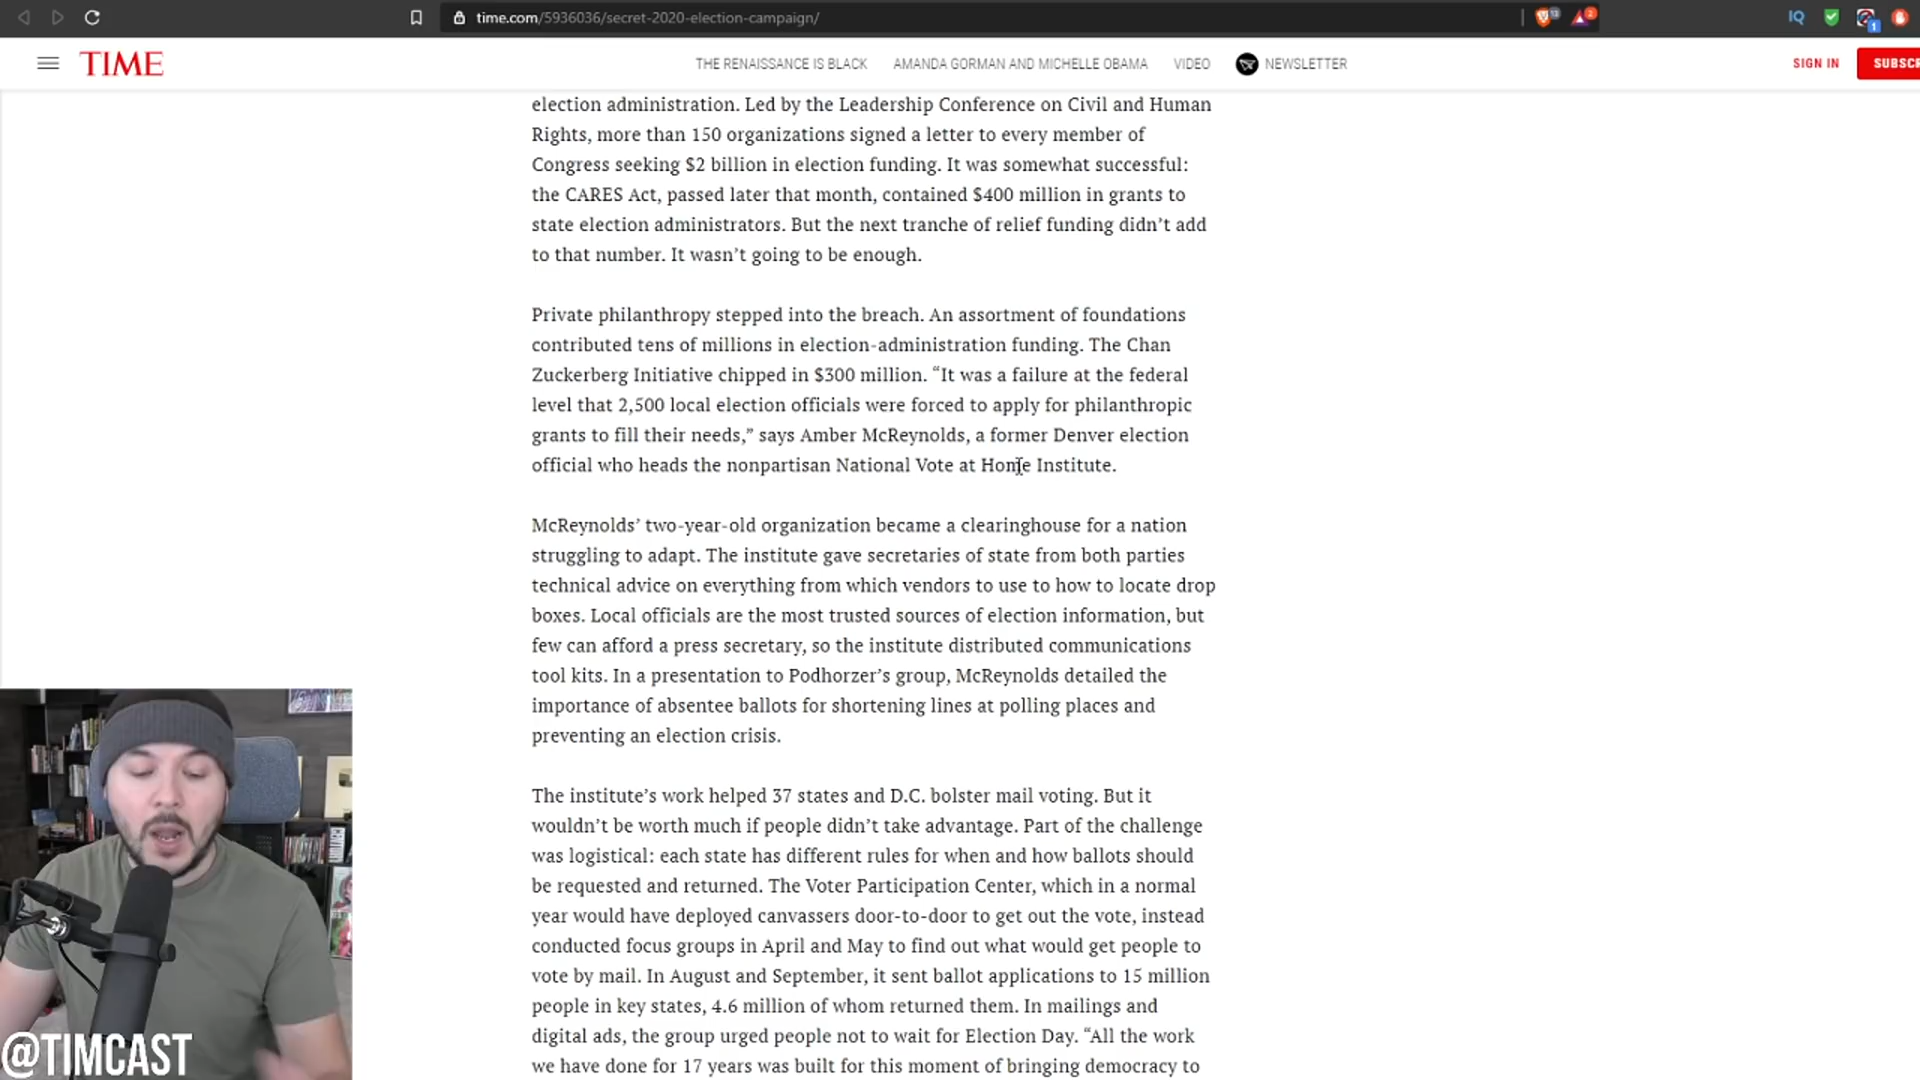 time.com/5936036/secret-2020-election-campaign/
IQ
TIME
THE RENAISSANCE IS BLACK
AMANDA GORMAN AND MICHELLE OBAMA
VIDEO
NEWSLETTER
SIGN IN
SUBSCR
election administration. Led by the Leadership Conference on Civil and Human
Rights, more than 150 organizations signed a letter to every member of
Congress seeking $2 billion in election funding. It was somewhat successful:
the CARES Act, passed later that month, contained $400 million in grants to
state election administrators. But the next tranche of relief funding didn’t add
to that number. It wasn’t going to be enough.
Private philanthropy stepped into the breach. An assortment of foundations
contributed tens of millions in election-administration funding. The Chan
Zuckerberg Initiative chipped in $300 million. “It was a failure at the federal
level that 2,500 local election officials were forced to apply for philanthropic
grants to fill their needs,” says Amber McReynolds, a former Denver election
official who heads the nonpartisan National Vote at Home Institute.
McReynolds’ two-year-old organization became a clearinghouse for a nation
struggling to adapt. The institute gave secretaries of state from both parties
technical advice on everything from which vendors to use to how to locate drop
boxes. Local officials are the most trusted sources of election information, but
few can afford a press secretary, so the institute distributed communications
tool kits. In a presentation to Podhorzer’s group, McReynolds detailed the
importance of absentee ballots for shortening lines at polling places and
preventing an election crisis.
The institute’s work helped 37 states and D.C. bolster mail voting. But it
wouldn’t be worth much if people didn’t take advantage. Part of the challenge
was logistical: each state has different rules for when and how ballots should
be requested and returned. The Voter Participation Center, which in a normal
year would have deployed canvassers door-to-door to get out the vote, instead
conducted focus groups in April and May to find out what would get people to
vote by mail. In August and September, it sent ballot applications to 15 million
people in key states, 4.6 million of whom returned them. In mailings and
digital ads, the group urged people not to wait for Election Day. “All the work
we have done for 17 years was built for this moment of bringing democracy to
@TIMCAST